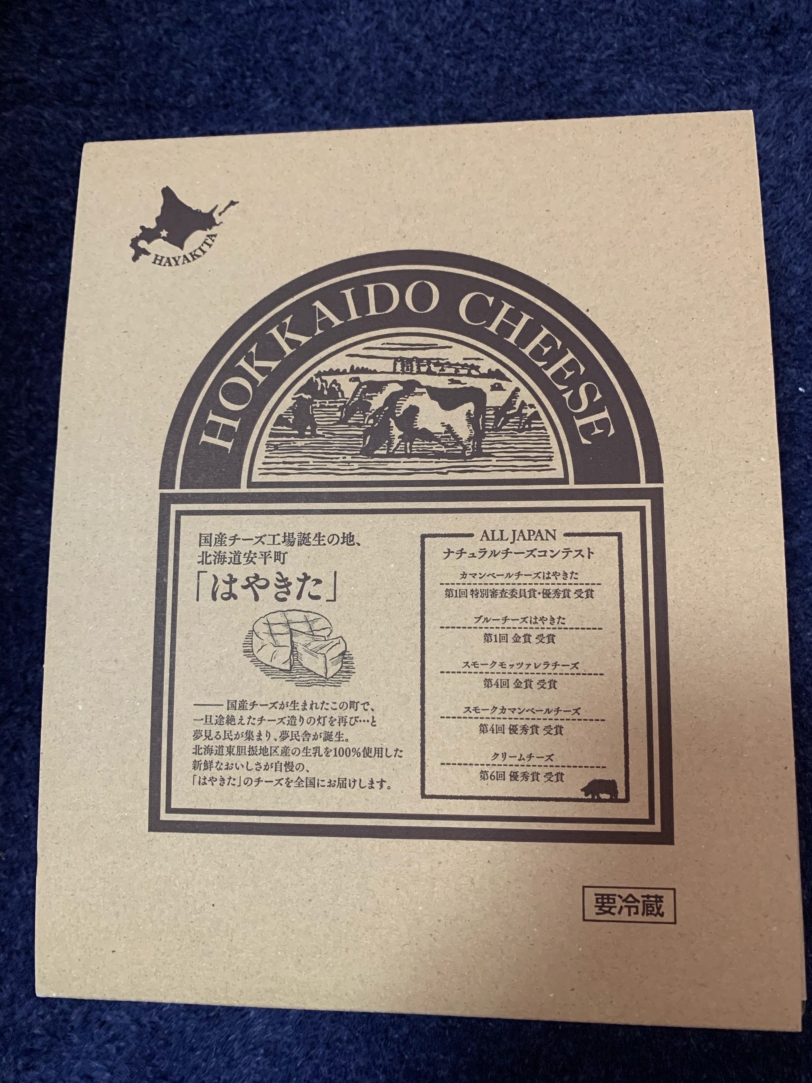 HAYAKITA
HOKKAIDO CHEESE
国産チーズ工場誕生の地、
北海道安平町
「はやきた」
―― 国産チーズが生まれたこの町で、
一旦途絶えたチーズ造りの灯を再び…と
夢見る民が集まり、夢民舎が誕生。
北海道東胆振地区産の生乳を100%使用した
新鮮なおいしさが自慢の、
「はやきた」のチーズを全国にお届けします。
ALL JAPAN
ナチュラルチーズコンテスト
カマンベールチーズはやきた
第1回 特別審査委員賞・優秀賞 受賞
ブルーチーズはやきた
第1回 金賞 受賞
スモークモッツァレラチーズ
第4回 金賞 受賞
スモークカマンベールチーズ
第4回 優秀賞 受賞
クリームチーズ
第6回 優秀賞 受賞
要冷蔵